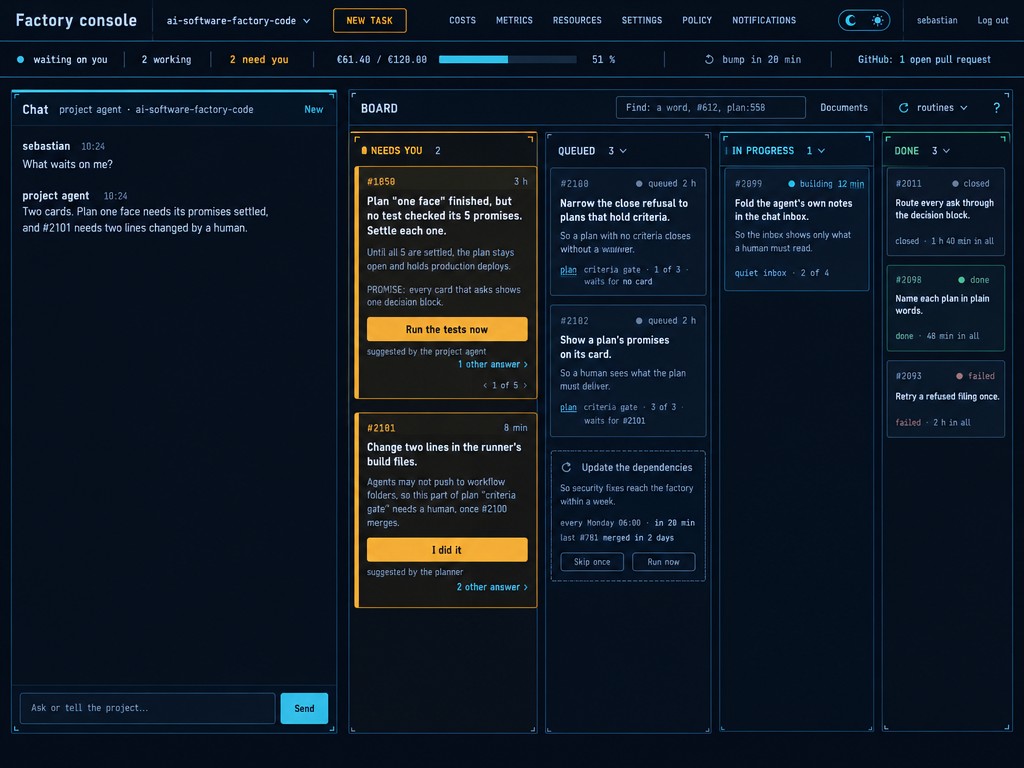 Factory console
ai-software-factory-code
NEW TASK
COSTS METRICS RESOURCES SETTINGS POLICY NOTIFICATIONS
sebastian
Log out
waiting on you
2 working
2 need you
€61.40 / €120.00
51 %
bump in 20 min
GitHub: 1 open pull request
Chat project agent · ai-software-factory-code
New
sebastian 10:24
What waits on me?
project agent 10:24
Two cards. Plan one face needs its promises settled,
and #2101 needs two lines changed by a human.
Ask or tell the project...
Send
BOARD
Find: a word, #612, plan:558
Documents
routines
?
NEEDS YOU 2
#1850 3 h
Plan "one face" finished, but
no test checked its 5 promises.
Settle each one.
Until all 5 are settled, the plan stays
open and holds production deploys.
PROMISE: every card that asks shows
one decision block.
Run the tests now
suggested by the project agent
1 other answer ›
‹ 1 of 5 ›
#2101 8 min
Change two lines in the runner's
build files.
Agents may not push to workflow
folders, so this part of plan "criteria
gate" needs a human, once #2100
merges.
I did it
suggested by the planner
2 other answer ›
QUEUED 3
#2100 queued 2 h
Narrow the close refusal to
plans that hold criteria.
So a plan with no criteria closes
without a
plan criteria gate · 1 of 3 ·
waits for no card
#2102 queued 2 h
Show a plan's promises
on its card.
So a human sees what the plan
must deliver.
plan criteria gate · 3 of 3 ·
waits for #2101
Update the dependencies
So security fixes reach the factory
within a week.
every Monday 06:00 · in 20 min
last #781 merged in 2 days
Skip once
Run now
IN PROGRESS 1
#2099 building 12 min
Fold the agent's own notes
in the chat inbox.
So the inbox shows only what
a human must read.
quiet inbox · 2 of 4
DONE 3
#2011 closed
Route every ask through
the decision block.
closed · 1 h 40 min in all
#2098 done
Name each plan in plain
words.
done · 48 min in all
#2093 failed
Retry a refused filing once.
failed · 2 h in all